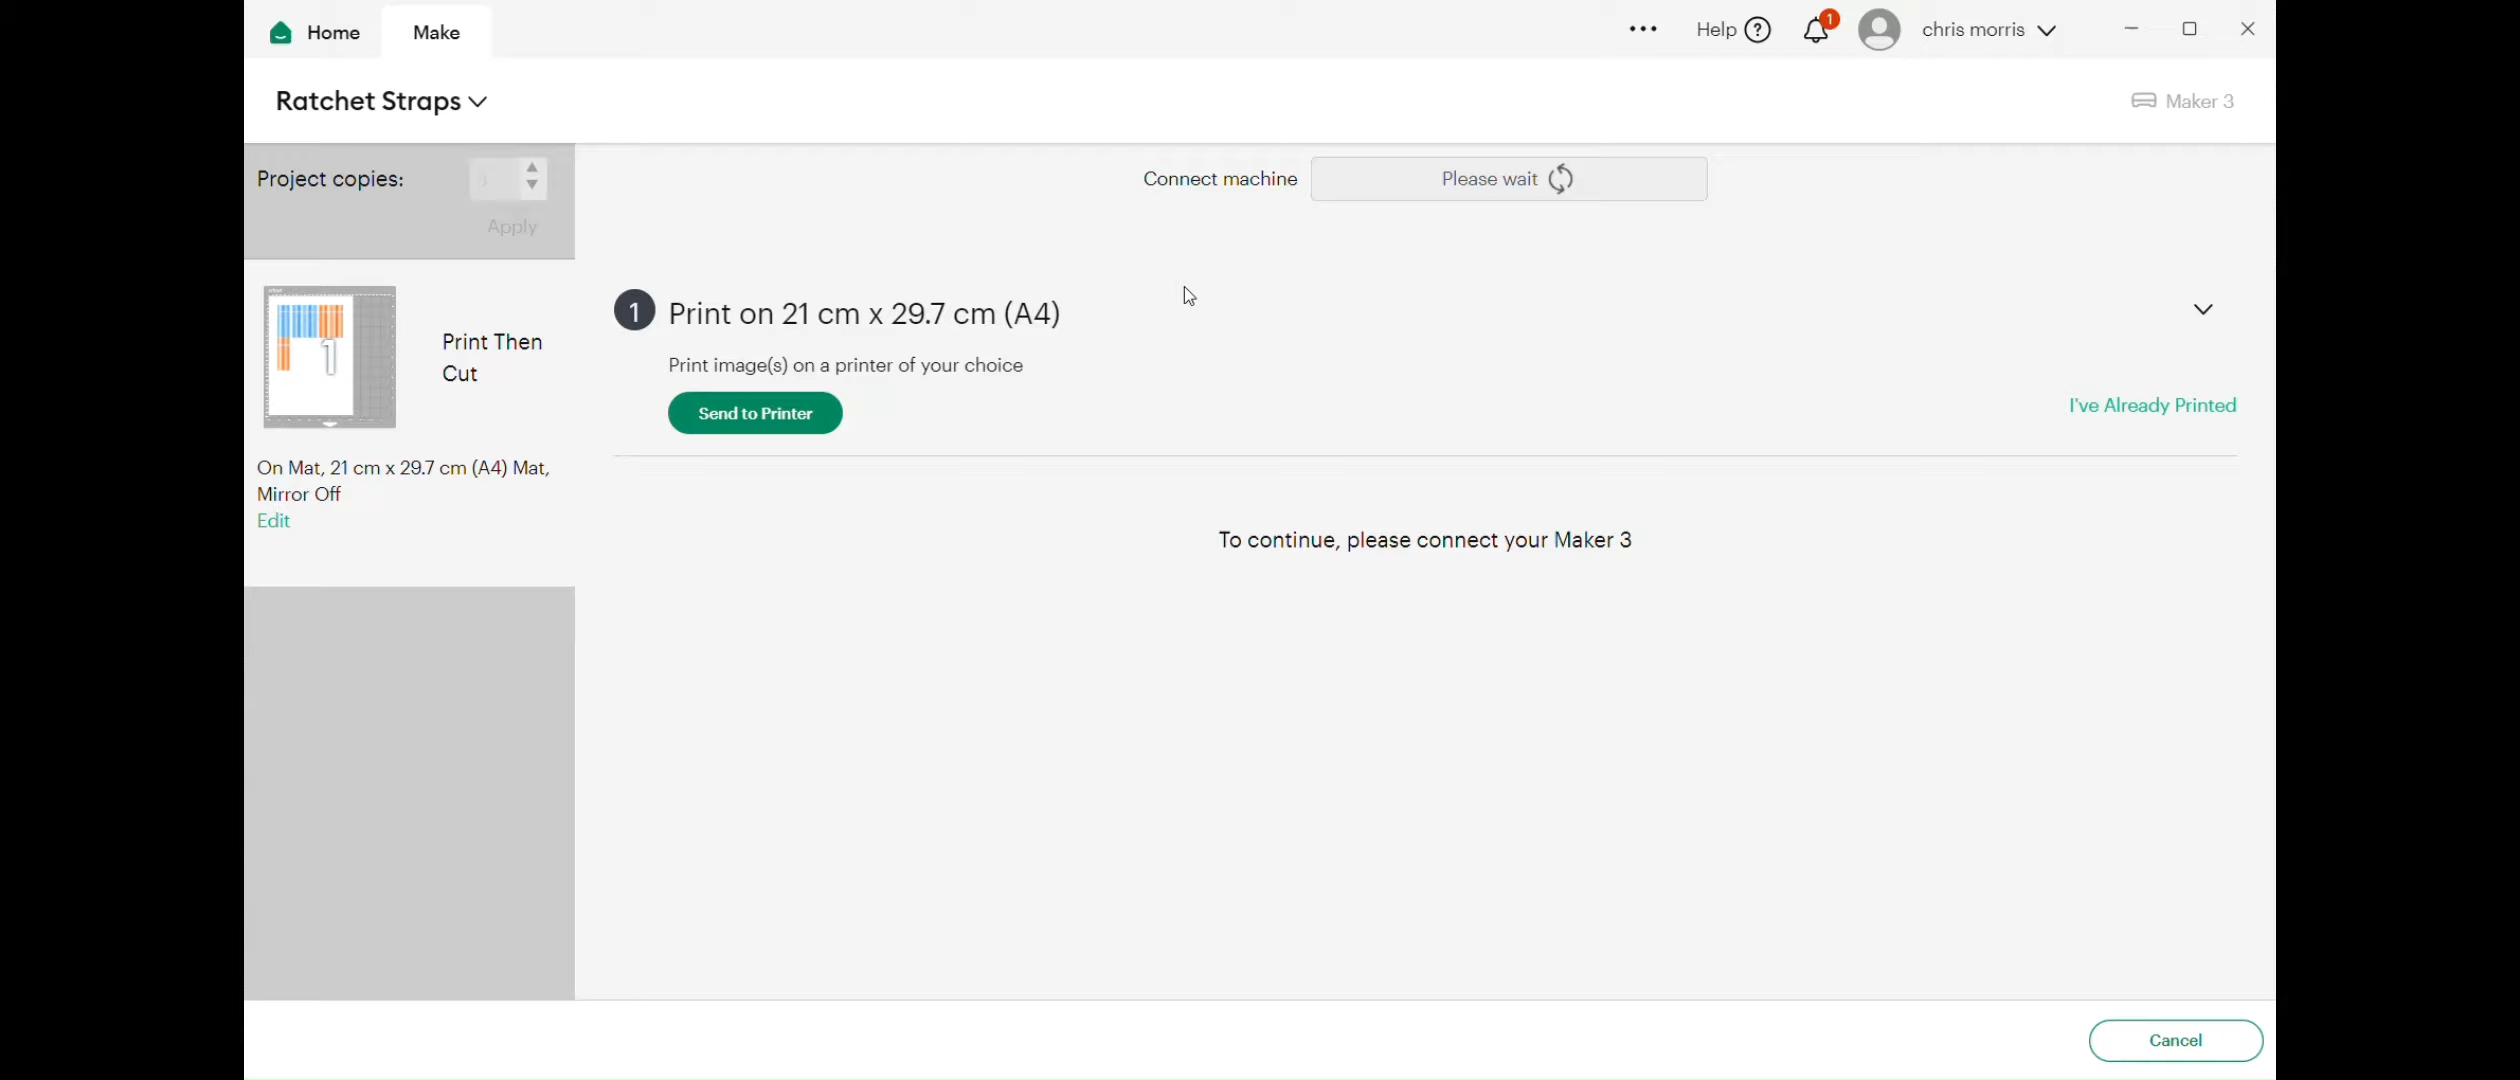 Home
Make
Help
1
chris morris
Ratchet Straps
Maker 3
Project copies:
Apply
Connect machine
Please wait
1
Print Then
Cut
On Mat, 21 cm x 29.7 cm (A4) Mat,
Mirror Off
Edit
1 Print on 21 cm x 29.7 cm (A4)
Print image(s) on a printer of your choice
Send to Printer
I've Already Printed
To continue, please connect your Maker 3
Cancel